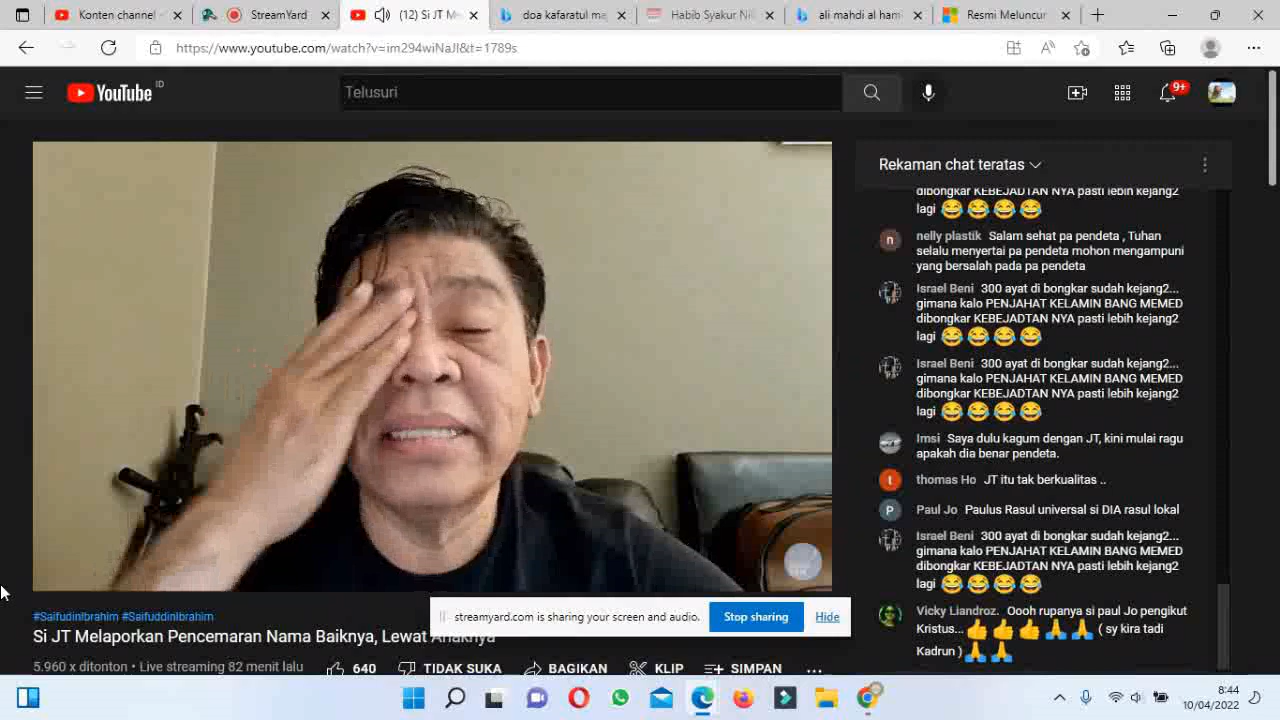 Konten channel
StreamYard
(12) Si JT M
doa kafaratul ma
Habib Syakur
ali mahdi al ham
Resmi Meluncur
https://www.youtube.com/watch?v=im294wiNaJI&t=1789s
YouTube ID
Telusuri
9+
Rekaman chat teratas
dibongkar KEBEJADTAN NYA pasti lebih kejang2
lagi 😂😂😂😂
n nelly plastik Salam sehat pa pendeta , Tuhan
selalu menyertai pa pendeta mohon mengampuni
yang bersalah pada pa pendeta
Israel Beni 300 ayat di bongkar sudah kejang2...
gimana kalo PENJAHAT KELAMIN BANG MEMED
dibongkar KEBEJADTAN NYA pasti lebih kejang2
lagi 😂😂😂😂
Israel Beni 300 ayat di bongkar sudah kejang2...
gimana kalo PENJAHAT KELAMIN BANG MEMED
dibongkar KEBEJADTAN NYA pasti lebih kejang2
lagi 😂😂😂😂
Imsi Saya dulu kagum dengan JT, kini mulai ragu
apakah dia benar pendeta.
t thomas Ho JT itu tak berkualitas ..
P Paul Jo Paulus Rasul universal si DIA rasul lokal
Israel Beni 300 ayat di bongkar sudah kejang2...
gimana kalo PENJAHAT KELAMIN BANG MEMED
dibongkar KEBEJADTAN NYA pasti lebih kejang2
lagi 😂😂😂😂
Vicky Liandroz. Oooh rupanya si paul Jo pengikut
Kristus...👍👍👍🙏🙏 ( sy kira tadi
Kadrun )🙏🙏
#SaifudinIbrahim #SaifuddinIbrahim
streamyard.com is sharing your screen and audio.
Stop sharing
Hide
Si JT Melaporkan Pencemaran Nama Baiknya, Lewat Anaknya
5.960 x ditonton • Live streaming 82 menit lalu
640
TIDAK SUKA
BAGIKAN
KLIP
SIMPAN
8:44
10/04/2022